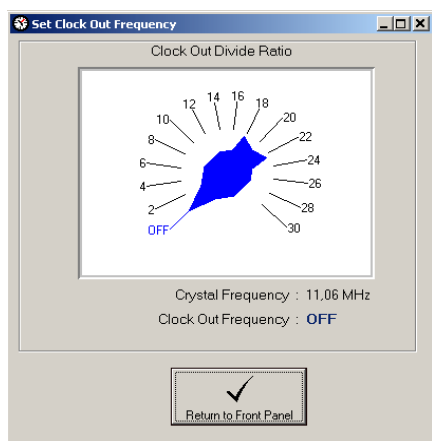 Set Clock Out Frequency
Clock Out Divide Ratio
OFF
2
4
6
8
10
12
14
16
18
20
22
24
26
28
30
Crystal Frequency : 11,06 MHz
Clock Out Frequency : OFF
Return to Front Panel